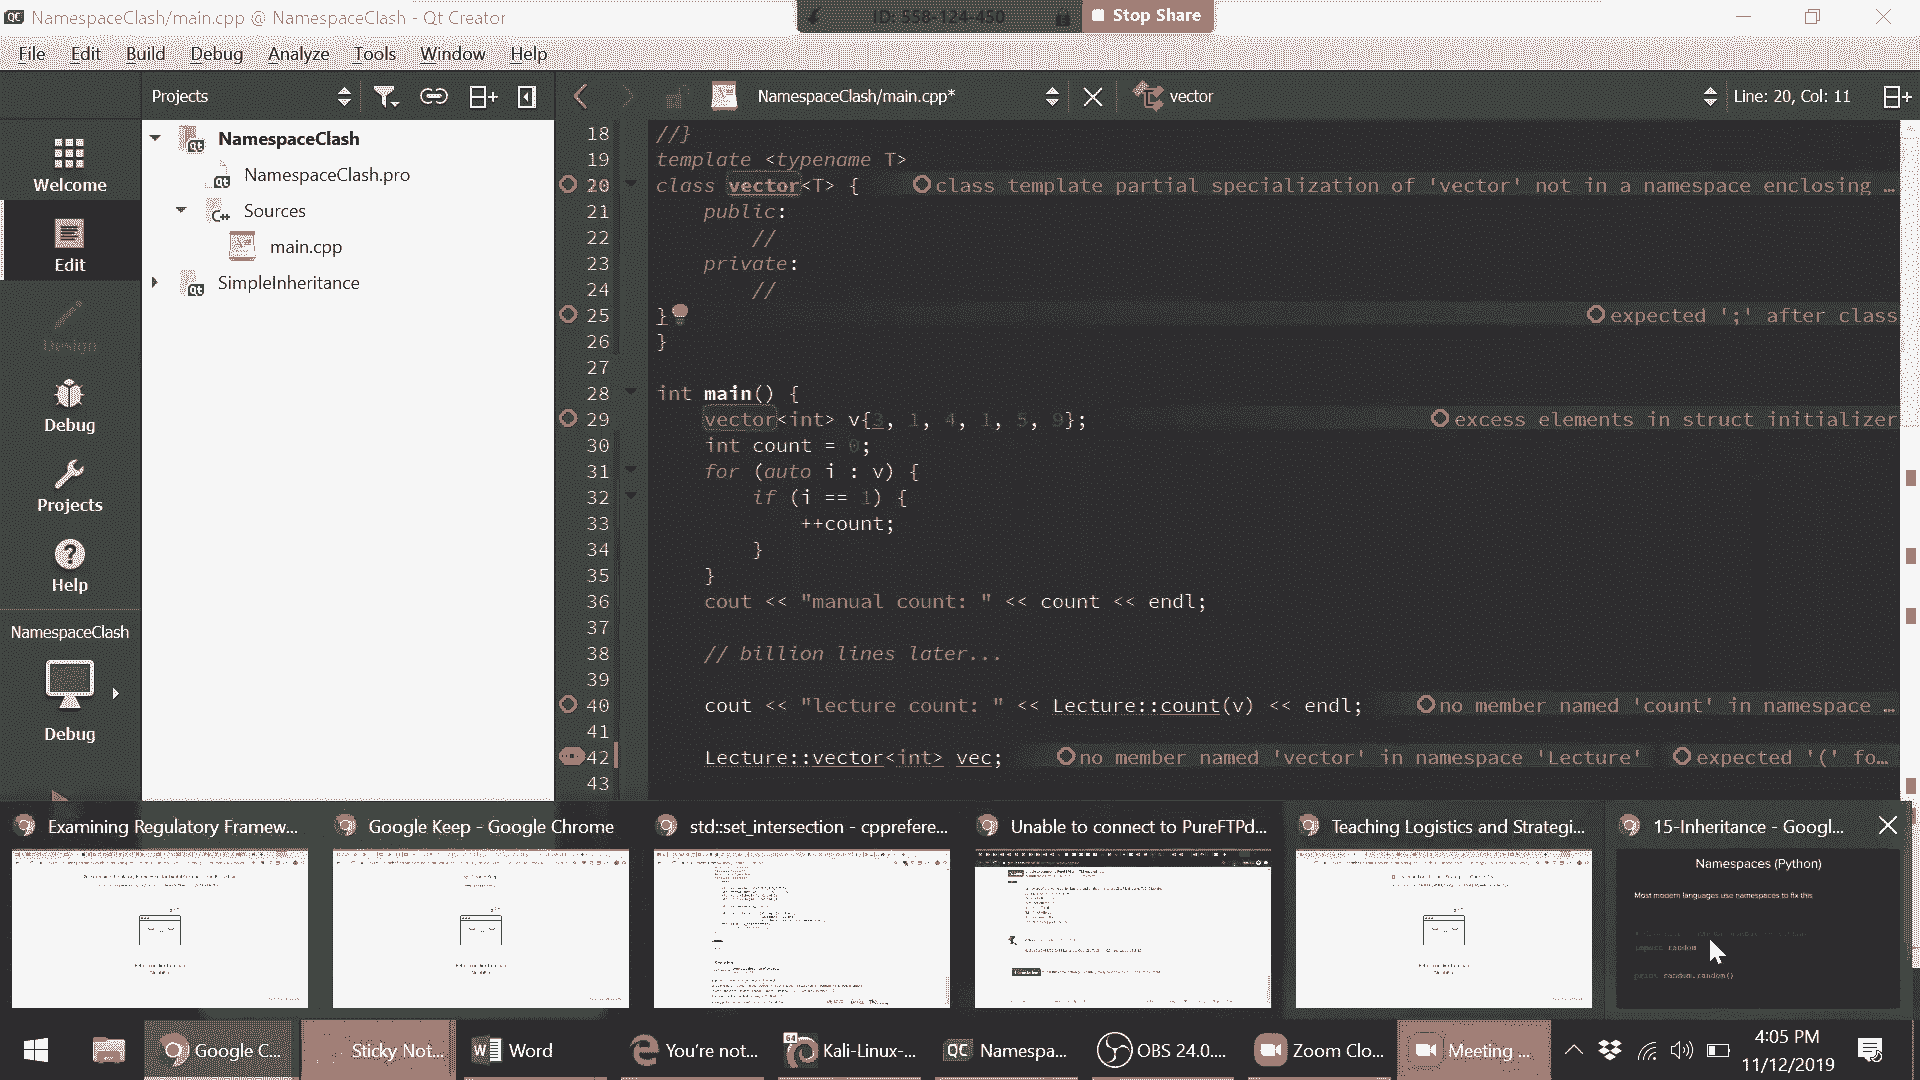 NamespaceClash/main.cpp @ NamespaceClash - Qt Creator
ID: 558-124-450
Stop Share
File Edit Build Debug Analyze Tools Window Help
Projects
NamespaceClash/main.cpp*
vector
Line: 20, Col: 11
Welcome
Edit
Design
Debug
Projects
Help
NamespaceClash
Debug
NamespaceClash
NamespaceClash.pro
Sources
main.cpp
SimpleInheritance
18 //}
19 template <typename T>
20 class vector<T> { class template partial specialization of 'vector' not in a namespace enclosing …
21 public:
22 //
23 private:
24 //
25 } expected ';' after class
26 }
27
28 int main() {
29 vector<int> v{3, 1, 4, 1, 5, 9}; excess elements in struct initializer
30 int count = 0;
31 for (auto i : v) {
32 if (i == 1) {
33 ++count;
34 }
35 }
36 cout << "manual count: " << count << endl;
37
38 // billion lines later...
39
40 cout << "lecture count: " << Lecture::count(v) << endl; no member named 'count' in namespace …
41
42 Lecture::vector<int> vec; no member named 'vector' in namespace 'Lecture' expected '(' fo…
43
Examining Regulatory Framew...
Google Keep - Google Chrome
std::set_intersection - cpprefere...
Unable to connect to PureFTPd...
Teaching Logistics and Strategi...
15-Inheritance - Googl...
Namespaces (Python)
Most modern languages use namespaces to fix this
import random
print random.random()
Google C...
Sticky Not...
Word
You're not...
Kali-Linux-...
Namespa...
OBS 24.0....
Zoom Clo...
Meeting ...
4:05 PM
11/12/2019